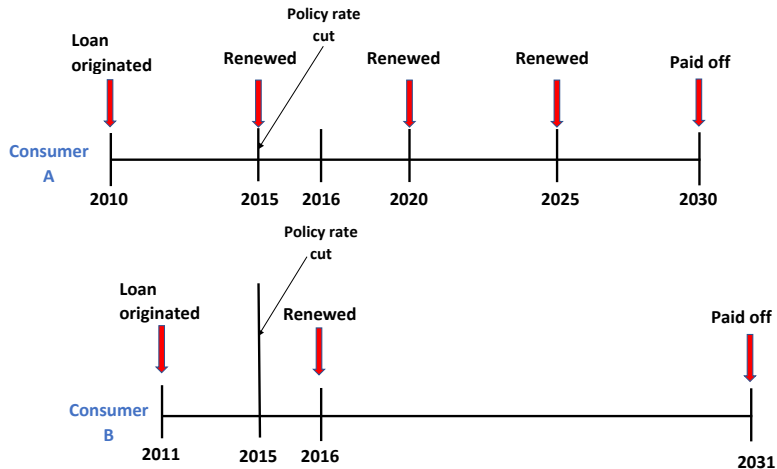 Policy rate
cut
Loan
originated
Renewed
Renewed
Renewed
Paid off
Consumer
A
2010
2015
2016
2020
2025
2030
Policy rate
cut
Loan
originated
Renewed
Paid off
Consumer
B
2011
2015
2016
2031